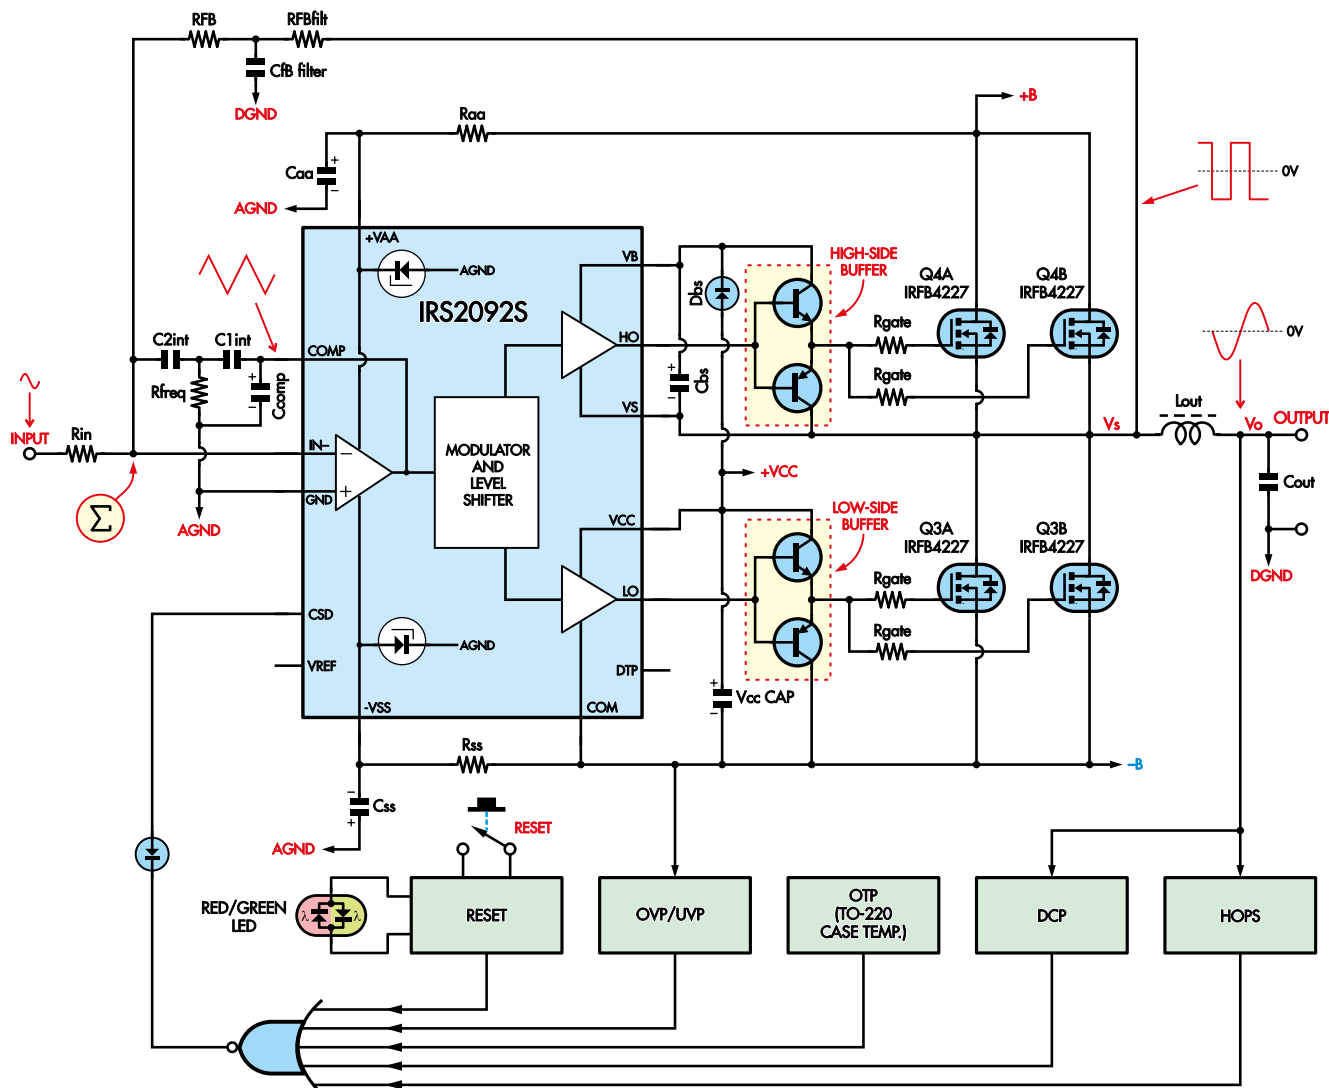 RFB
RFBfilt
CfB filter
DGND
+B
Raa
Caa
+
–
AGND
0V
+VAA
AGND
IRS2092S
VB
Dbs
HIGH-SIDE
BUFFER
Q4A
IRFB4227
Q4B
IRFB4227
HO
Rgate
Rgate
0V
C2int
C1int
COMP
Rfreq
+
–
Ccomp
+
–
Cbs
VS
Vs
Lout
Vo
OUTPUT
INPUT
Rin
IN–
–
+
GND
MODULATOR
AND
LEVEL
SHIFTER
+VCC
Cout
Σ
AGND
VCC
LOW-SIDE
BUFFER
Q3A
IRFB4227
Q3B
IRFB4227
DGND
LO
Rgate
Rgate
CSD
AGND
VREF
DTP
+
–
Vcc CAP
-VSS
COM
Rss
–B
–
+
Css
AGND
RESET
RED/GREEN
LED
λ
λ
RESET
OVP/UVP
OTP
(TO-220
CASE TEMP.)
DCP
HOPS